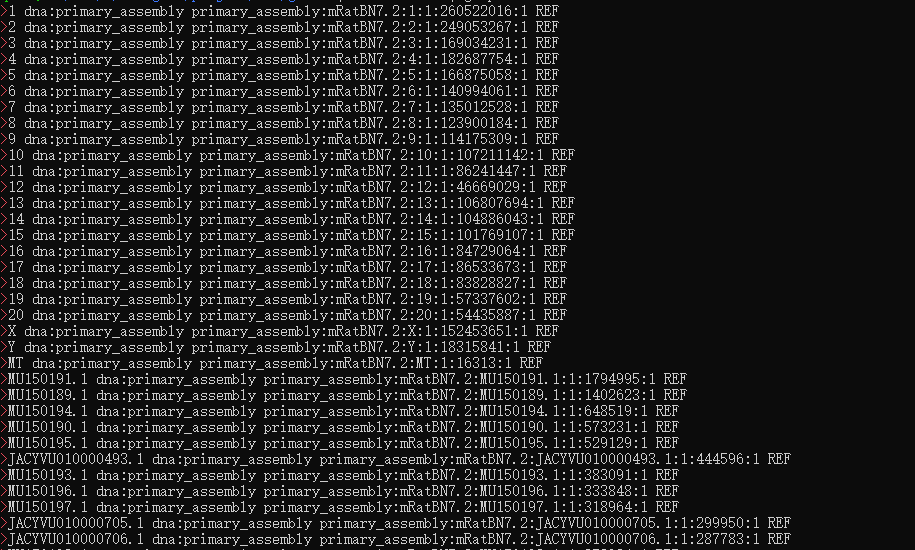 >1 dna:primary_assembly primary_assembly:mRatBN7.2:1:1:260522016:1 REF
>2 dna:primary_assembly primary_assembly:mRatBN7.2:2:1:249053267:1 REF
>3 dna:primary_assembly primary_assembly:mRatBN7.2:3:1:169034231:1 REF
>4 dna:primary_assembly primary_assembly:mRatBN7.2:4:1:182687754:1 REF
>5 dna:primary_assembly primary_assembly:mRatBN7.2:5:1:166875058:1 REF
>6 dna:primary_assembly primary_assembly:mRatBN7.2:6:1:140994061:1 REF
>7 dna:primary_assembly primary_assembly:mRatBN7.2:7:1:135012528:1 REF
>8 dna:primary_assembly primary_assembly:mRatBN7.2:8:1:123900184:1 REF
>9 dna:primary_assembly primary_assembly:mRatBN7.2:9:1:114175309:1 REF
>10 dna:primary_assembly primary_assembly:mRatBN7.2:10:1:107211142:1 REF
>11 dna:primary_assembly primary_assembly:mRatBN7.2:11:1:86241447:1 REF
>12 dna:primary_assembly primary_assembly:mRatBN7.2:12:1:46669029:1 REF
>13 dna:primary_assembly primary_assembly:mRatBN7.2:13:1:106807694:1 REF
>14 dna:primary_assembly primary_assembly:mRatBN7.2:14:1:104886043:1 REF
>15 dna:primary_assembly primary_assembly:mRatBN7.2:15:1:101769107:1 REF
>16 dna:primary_assembly primary_assembly:mRatBN7.2:16:1:84729064:1 REF
>17 dna:primary_assembly primary_assembly:mRatBN7.2:17:1:86533673:1 REF
>18 dna:primary_assembly primary_assembly:mRatBN7.2:18:1:83828827:1 REF
>19 dna:primary_assembly primary_assembly:mRatBN7.2:19:1:57337602:1 REF
>20 dna:primary_assembly primary_assembly:mRatBN7.2:20:1:54435887:1 REF
>X dna:primary_assembly primary_assembly:mRatBN7.2:X:1:152453651:1 REF
>Y dna:primary_assembly primary_assembly:mRatBN7.2:Y:1:18315841:1 REF
>MT dna:primary_assembly primary_assembly:mRatBN7.2:MT:1:16313:1 REF
>MU150191.1 dna:primary_assembly primary_assembly:mRatBN7.2:MU150191.1:1:1794995:1 REF
>MU150189.1 dna:primary_assembly primary_assembly:mRatBN7.2:MU150189.1:1:1402623:1 REF
>MU150194.1 dna:primary_assembly primary_assembly:mRatBN7.2:MU150194.1:1:648519:1 REF
>MU150190.1 dna:primary_assembly primary_assembly:mRatBN7.2:MU150190.1:1:573231:1 REF
>MU150195.1 dna:primary_assembly primary_assembly:mRatBN7.2:MU150195.1:1:529129:1 REF
>JACYVU010000493.1 dna:primary_assembly primary_assembly:mRatBN7.2:JACYVU010000493.1:1:444596:1 REF
>MU150193.1 dna:primary_assembly primary_assembly:mRatBN7.2:MU150193.1:1:383091:1 REF
>MU150196.1 dna:primary_assembly primary_assembly:mRatBN7.2:MU150196.1:1:333848:1 REF
>MU150197.1 dna:primary_assembly primary_assembly:mRatBN7.2:MU150197.1:1:318964:1 REF
>JACYVU010000705.1 dna:primary_assembly primary_assembly:mRatBN7.2:JACYVU010000705.1:1:299950:1 REF
>JACYVU010000706.1 dna:primary_assembly primary_assembly:mRatBN7.2:JACYVU010000706.1:1:287783:1 REF